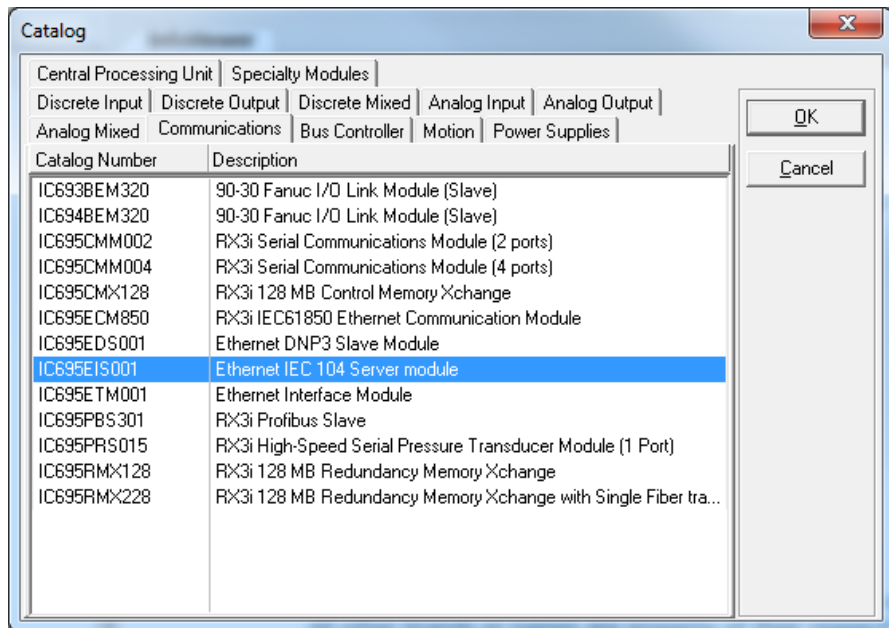 Catalog
Central Processing Unit Specialty Modules
Discrete Input Discrete Output Discrete Mixed Analog Input Analog Output
Analog Mixed Communications Bus Controller Motion Power Supplies
OK
Cancel
Catalog Number Description
IC693BEM320 90-30 Fanuc I/O Link Module (Slave)
IC694BEM320 90-30 Fanuc I/O Link Module (Slave)
IC695CMM002 RX3i Serial Communications Module (2 ports)
IC695CMM004 RX3i Serial Communications Module (4 ports)
IC695CMX128 RX3i 128 MB Control Memory Xchange
IC695ECM850 RX3i IEC61850 Ethernet Communication Module
IC695EDS001 Ethernet DNP3 Slave Module
IC695EIS001 Ethernet IEC 104 Server module
IC695ETM001 Ethernet Interface Module
IC695PBS301 RX3i Profibus Slave
IC695PRS015 RX3i High-Speed Serial Pressure Transducer Module (1 Port)
IC695RMX128 RX3i 128 MB Redundancy Memory Xchange
IC695RMX228 RX3i 128 MB Redundancy Memory Xchange with Single Fiber tra...